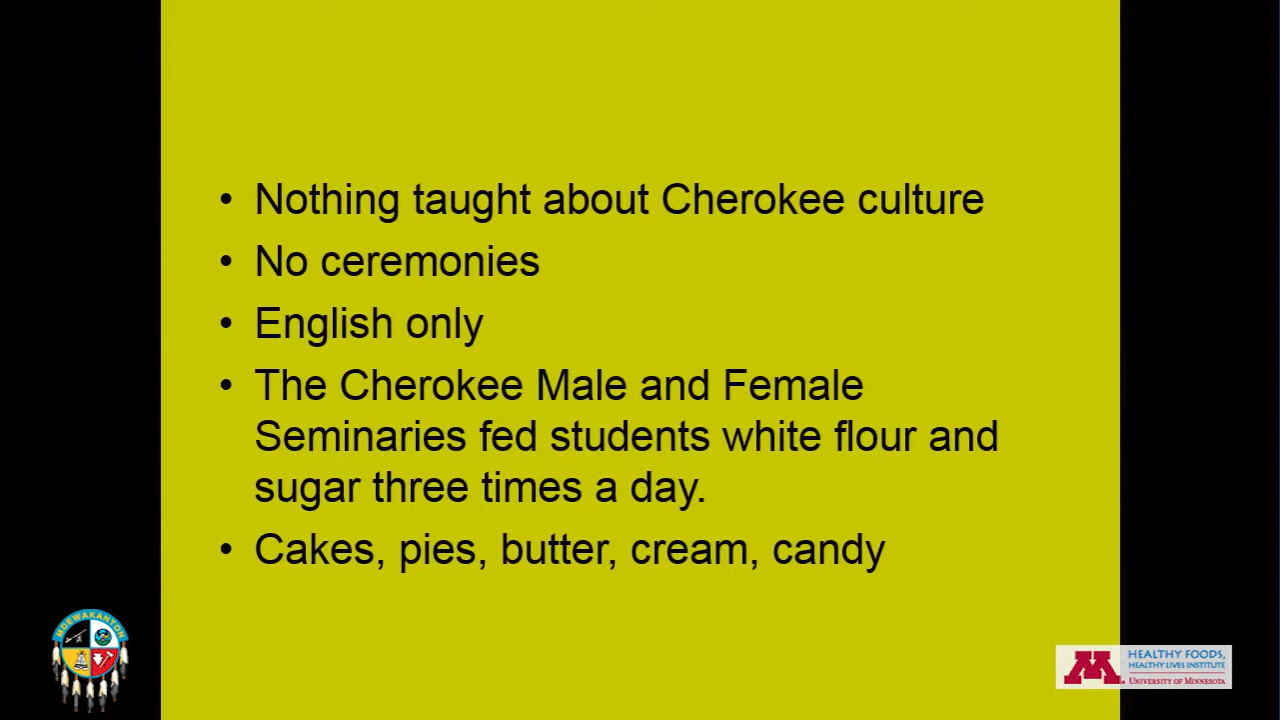 • Nothing taught about Cherokee culture
• No ceremonies
• English only
• The Cherokee Male and Female
Seminaries fed students white flour and
sugar three times a day.
• Cakes, pies, butter, cream, candy
MDEWAKANTON
M.
HEALTHY FOODS,
HEALTHY LIVES INSTITUTE
UNIVERSITY OF MINNESOTA